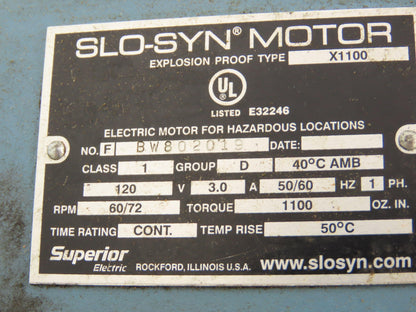 SLO-SYN® MOTOR
EXPLOSION PROOF TYPE X1100
UL
LISTED E32246
ELECTRIC MOTOR FOR HAZARDOUS LOCATIONS
NO. F BW802019 DATE:
CLASS 1 GROUP D 40°C AMB
120 V 3.0 A 50/60 HZ 1 PH.
RPM 60/72 TORQUE 1100 OZ. IN.
TIME RATING CONT. TEMP RISE 50°C
Superior
Electric ROCKFORD, ILLINOIS U.S.A. www.slosyn.com